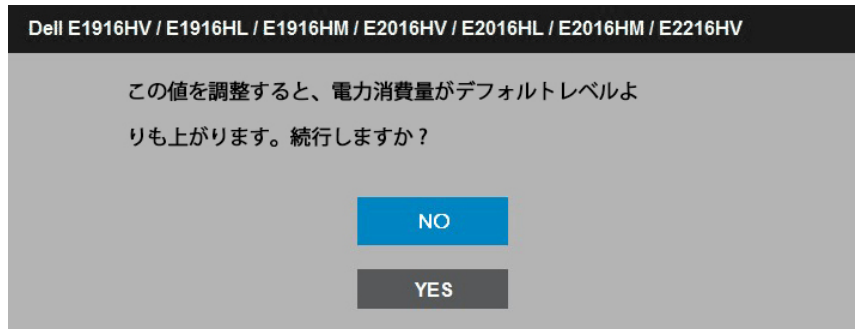 Dell E1916HV / E1916HL / E1916HM / E2016HV / E2016HL / E2016HM / E2216HV
この値を調整すると、電力消費量がデフォルトレベルよ
りも上がります。続行しますか?
NO
YES